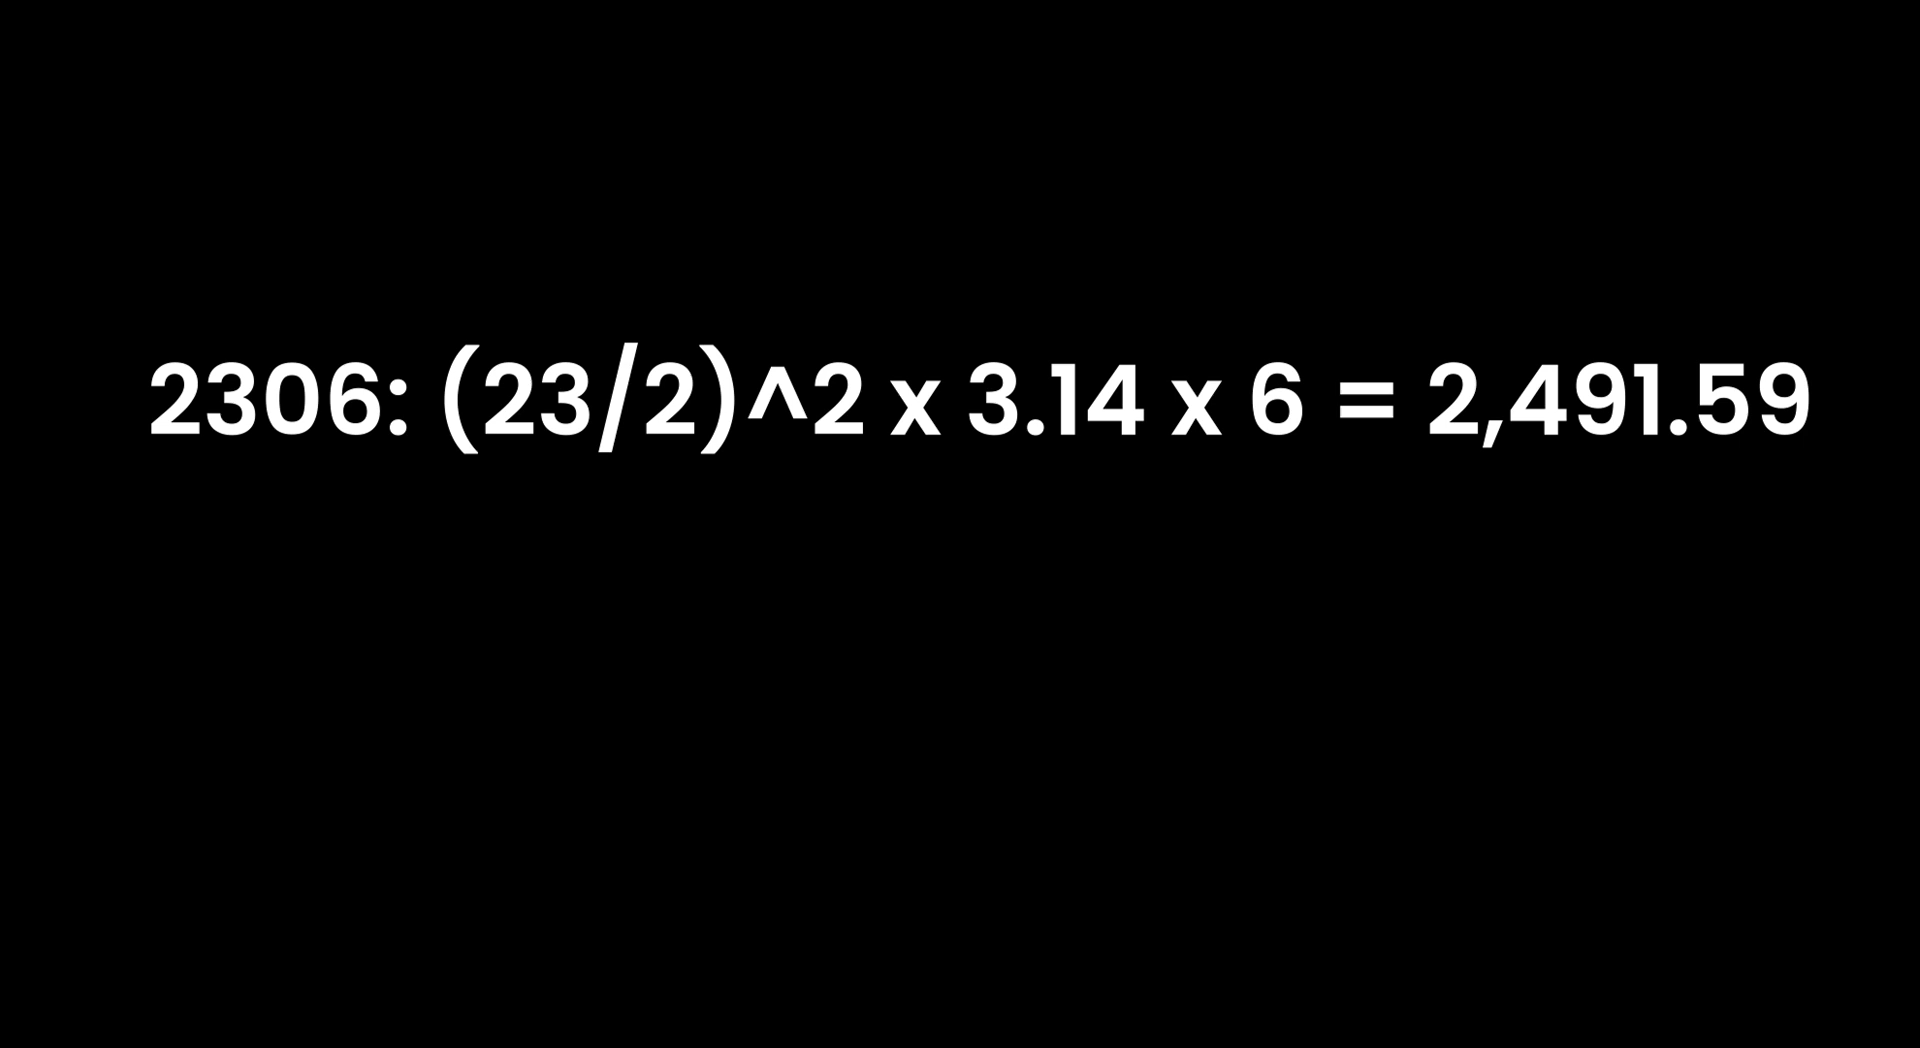 2306: (23/2)^2 x 3.14 x 6 = 2,491.59